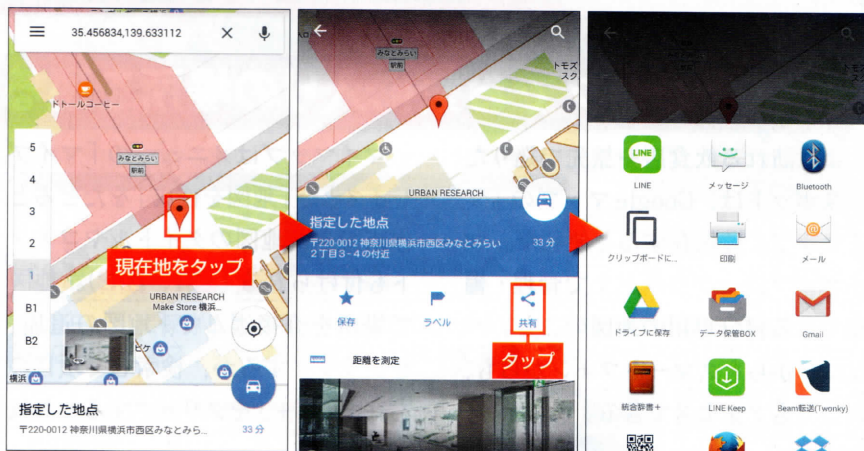 35.456834,139.633112
ドトールコーヒー
みなとみらい
駅前
5
4
3
2
1
B1
B2
現在地をタップ
URBAN RESEARCH
Make Store 横浜...
ビケ
横浜
指定した地点
〒220-0012 神奈川県横浜市西区みなとみら...
33 分
みなとみらい
駅前
トモズ
スク
URBAN RESEARCH
指定した地点
〒220-0012 神奈川県横浜市西区みなとみらい
2丁目3-4の付近
33 分
保存
ラベル
共有
タップ
距離を測定
LINE
メッセージ
Bluetooth
クリップボードに...
印刷
メール
ドライブに保存
データ保管BOX
Gmail
統合辞書+
LINE Keep
Beam転送(Twonky)